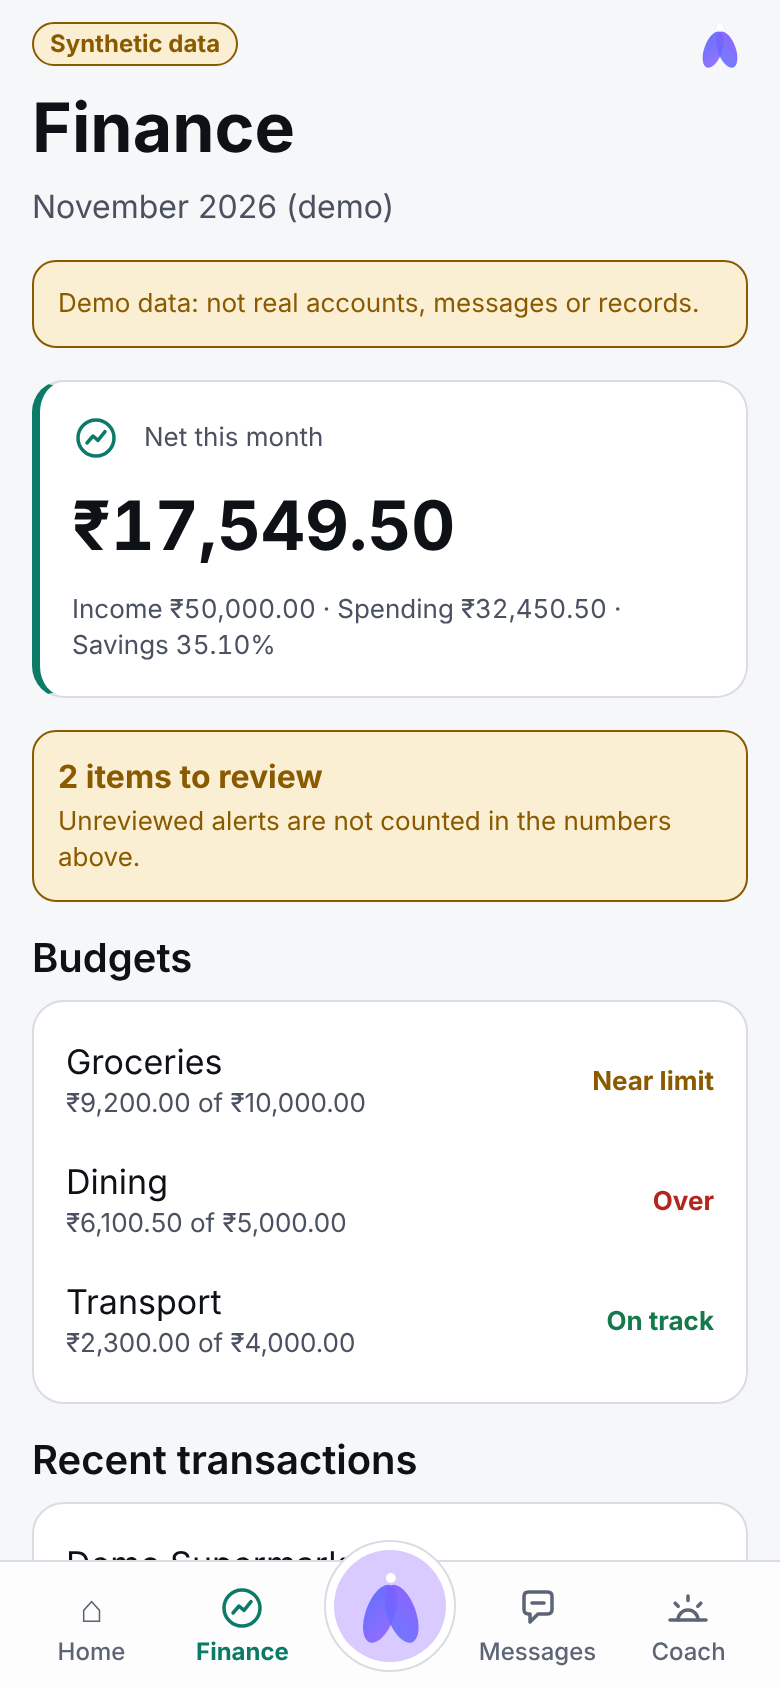 Synthetic data
Finance
November 2026 (demo)
Demo data: not real accounts, messages or records.
Net this month
₹17,549.50
Income ₹50,000.00 · Spending ₹32,450.50 ·
Savings 35.10%
2 items to review
Unreviewed alerts are not counted in the numbers
above.
Budgets
Groceries
₹9,200.00 of ₹10,000.00
Near limit
Dining
₹6,100.50 of ₹5,000.00
Over
Transport
₹2,300.00 of ₹4,000.00
On track
Recent transactions
Demo
Home
Finance
Messages
Coach